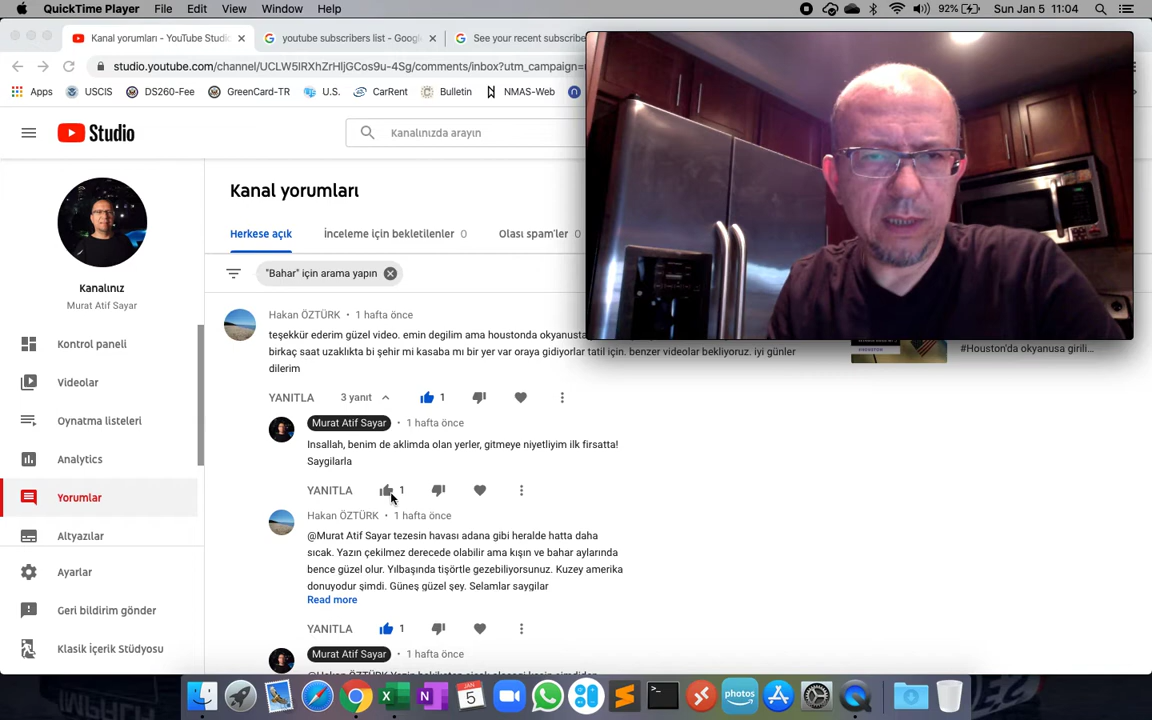 QuickTime Player File Edit View Window Help 92% Sun Jan 5 11:04
Kanal yorumları - YouTube Studio
youtube subscribers list - Googl
See your recent subscribe
studio.youtube.com/channel/UCLW5lRXhZrHljGCos9u-4Sg/comments/inbox?utm_campaign=
Apps USCIS DS260-Fee GreenCard-TR U.S. CarRent Bulletin NMAS-Web
Studio
Kanalınızda arayın
Kanalınız
Murat Atif Sayar
Kontrol paneli
Videolar
Oynatma listeleri
Analytics
Yorumlar
Altyazılar
Ayarlar
Geri bildirim gönder
Klasik İçerik Stüdyosu
Kanal yorumları
Herkese açık İnceleme için bekletilenler 0 Olası spam'ler 0
"Bahar" için arama yapın
Hakan ÖZTÜRK • 1 hafta önce
teşekkür ederim güzel video. emin degilim ama houstonda okyanusta
birkaç saat uzaklıkta bi şehir mi kasaba mı bir yer var oraya gidiyorlar tatil için. benzer videolar bekliyoruz. iyi günler
dilerim
#Houston'da okyanusa girili...
YANITLA 3 yanıt 1
Murat Atif Sayar • 1 hafta önce
Insallah, benim de aklimda olan yerler, gitmeye niyetliyim ilk firsatta!
Saygilarla
YANITLA 1
Hakan ÖZTÜRK • 1 hafta önce
@Murat Atif Sayar tezesin havası adana gibi heralde hatta daha
sıcak. Yazın çekilmez derecede olabilir ama kışın ve bahar aylarında
bence güzel olur. Yılbaşında tişörtle gezebiliyorsunuz. Kuzey amerika
donuyodur şimdi. Güneş güzel şey. Selamlar saygilar
Read more
YANITLA 1
Murat Atif Sayar • 1 hafta önce
JAN
5
photos